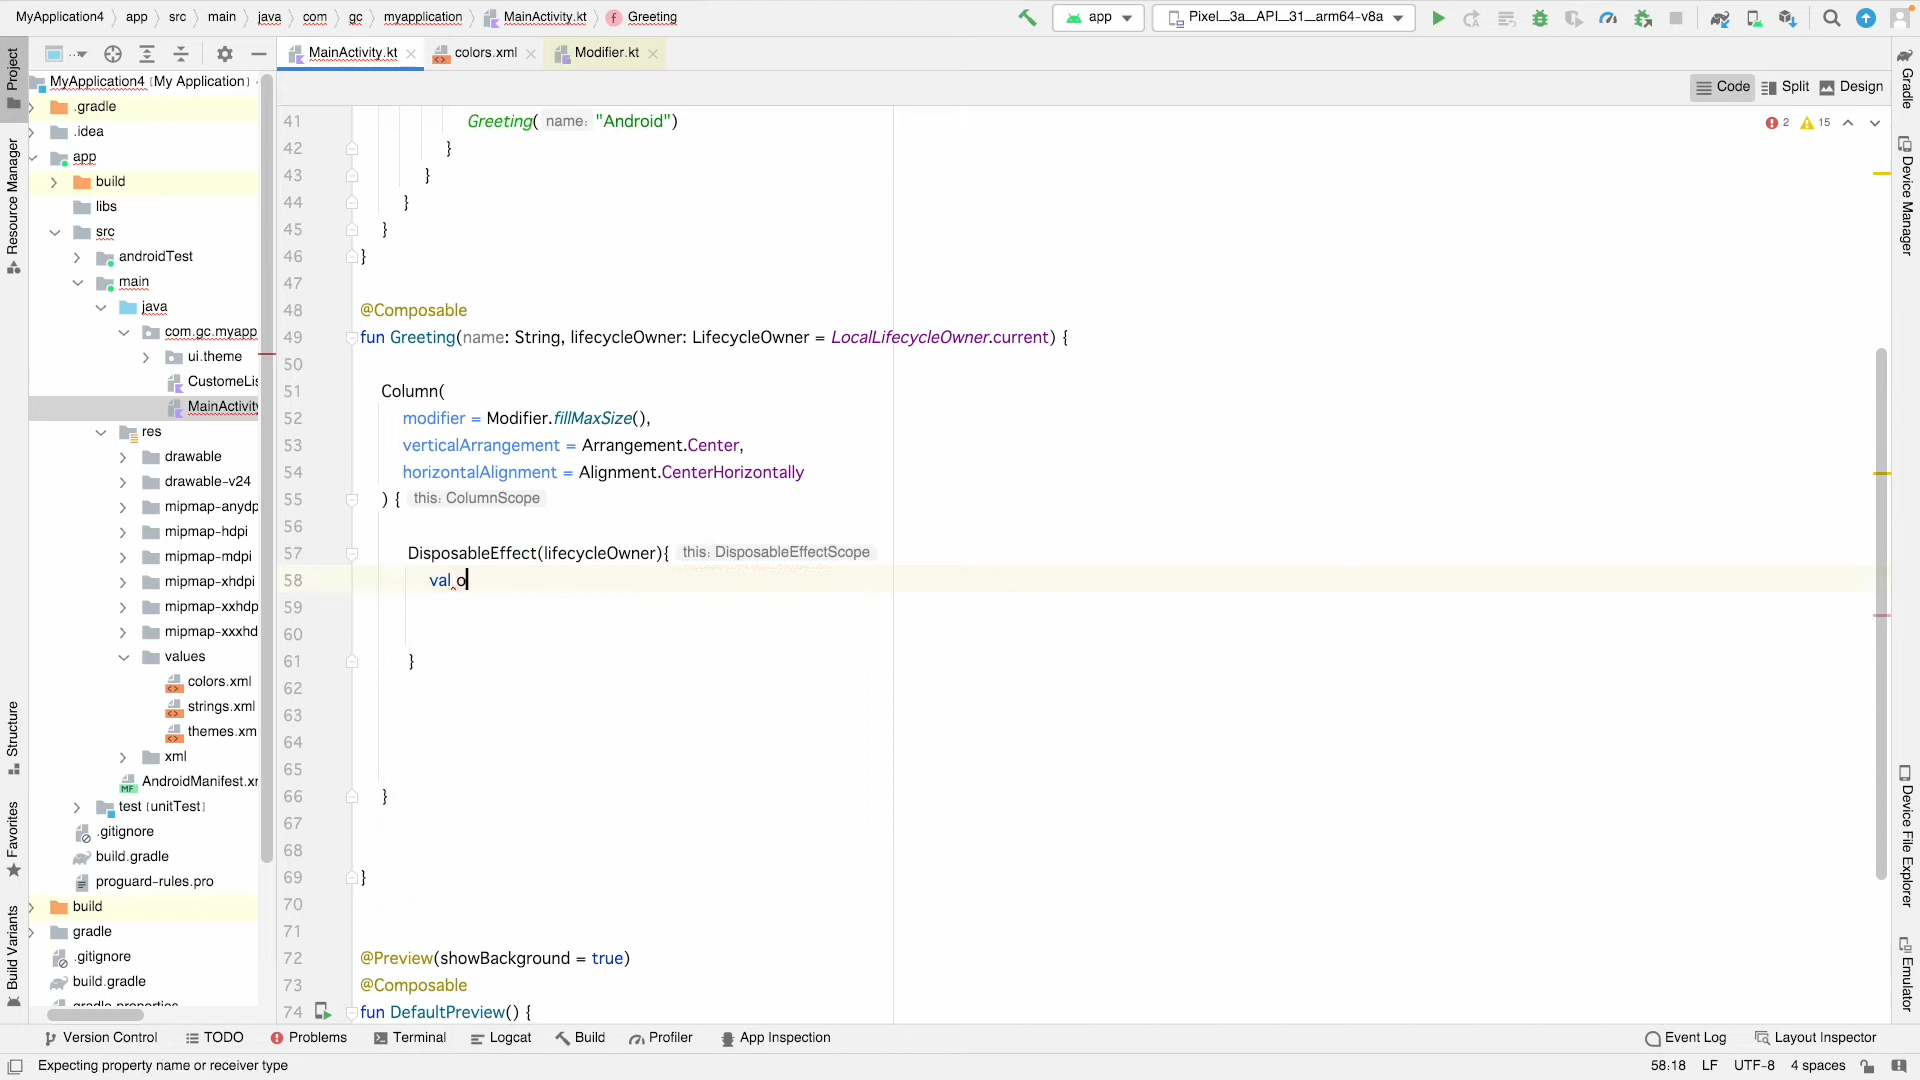 MyApplication4 app src main java com gc myapplication MainActivity.kt Greeting
app Pixel_3a_API_31_arm64-v8a
MainActivity.kt colors.xml Modifier.kt
Code Split Design
2 15
Project
Resource Manager
Structure
Favorites
Build Variants
MyApplication4 [My Application]
.gradle
.idea
app
build
libs
src
androidTest
main
java
com.gc.myapp
ui.theme
CustomeLis
MainActivity
res
drawable
drawable-v24
mipmap-anydp
mipmap-hdpi
mipmap-mdpi
mipmap-xhdpi
mipmap-xxhdp
mipmap-xxxhd
values
colors.xml
strings.xml
themes.xm
xml
AndroidManifest.xr
test [unitTest]
.gitignore
build.gradle
proguard-rules.pro
build
gradle
.gitignore
build.gradle
gradle.properties
41 Greeting( name: "Android")
42 }
43 }
44 }
45 }
46 }
47
48 @Composable
49 fun Greeting(name: String, lifecycleOwner: LifecycleOwner = LocalLifecycleOwner.current) {
50
51 Column(
52 modifier = Modifier.fillMaxSize(),
53 verticalArrangement = Arrangement.Center,
54 horizontalAlignment = Alignment.CenterHorizontally
55 ) { this: ColumnScope
56
57 DisposableEffect(lifecycleOwner){ this: DisposableEffectScope
58 val o
59
60
61 }
62
63
64
65
66 }
67
68
69 }
70
71
72 @Preview(showBackground = true)
73 @Composable
74 fun DefaultPreview() {
Gradle
Device Manager
Device File Explorer
Emulator
Version Control TODO Problems Terminal Logcat Build Profiler App Inspection Event Log Layout Inspector
Expecting property name or receiver type 58:18 LF UTF-8 4 spaces